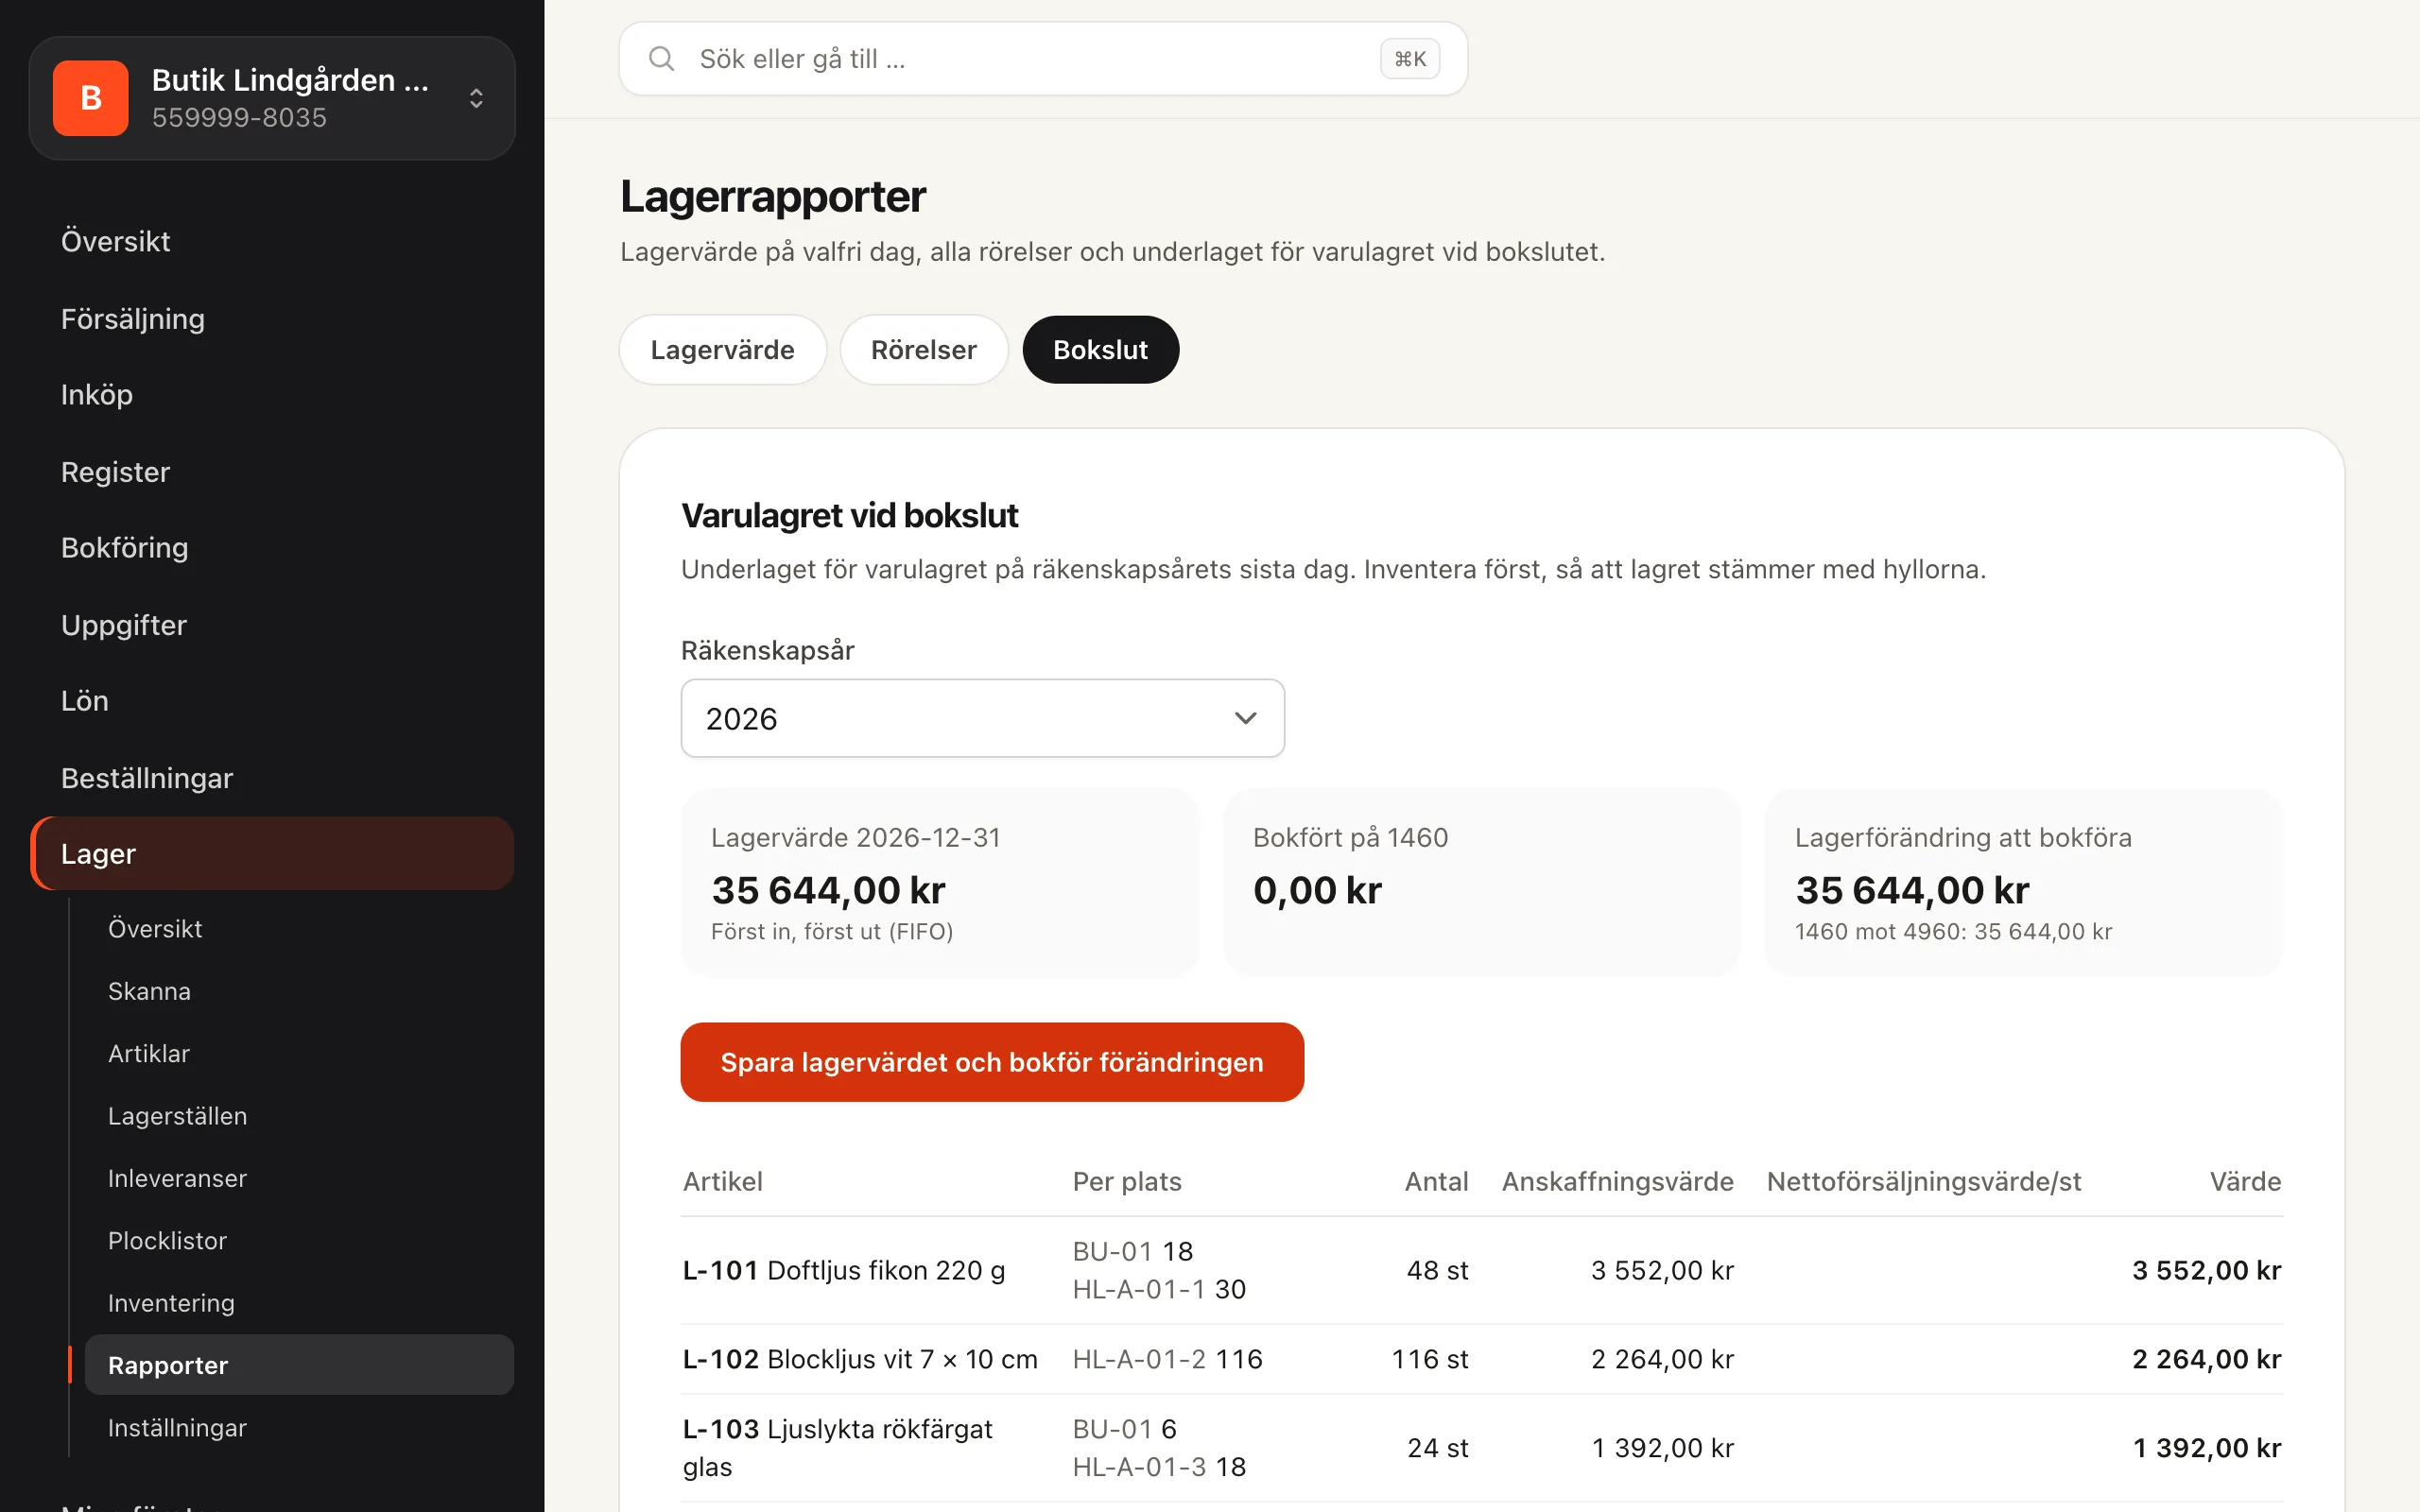 B
Butik Lindgården ...
559999-8035
Översikt
Försäljning
Inköp
Register
Bokföring
Uppgifter
Lön
Beställningar
Lager
Översikt
Skanna
Artiklar
Lagerställen
Inleveranser
Plocklistor
Inventering
Rapporter
Inställningar
Sök eller gå till ...
⌘K
Lagerrapporter
Lagervärde på valfri dag, alla rörelser och underlaget för varulagret vid bokslutet.
Lagervärde Rörelser Bokslut
Varulagret vid bokslut
Underlaget för varulagret på räkenskapsårets sista dag. Inventera först, så att lagret stämmer med hyllorna.
Räkenskapsår
2026
Lagervärde 2026-12-31
35 644,00 kr
Först in, först ut (FIFO)
Bokfört på 1460
0,00 kr
Lagerförändring att bokföra
35 644,00 kr
1460 mot 4960: 35 644,00 kr
Spara lagervärdet och bokför förändringen
Artikel Per plats Antal Anskaffningsvärde Nettoförsäljningsvärde/st Värde
L-101 Doftljus fikon 220 g BU-01 18 48 st 3 552,00 kr 3 552,00 kr
HL-A-01-1 30
L-102 Blockljus vit 7 × 10 cm HL-A-01-2 116 116 st 2 264,00 kr 2 264,00 kr
L-103 Ljuslykta rökfärgat BU-01 6 24 st 1 392,00 kr 1 392,00 kr
glas HL-A-01-3 18